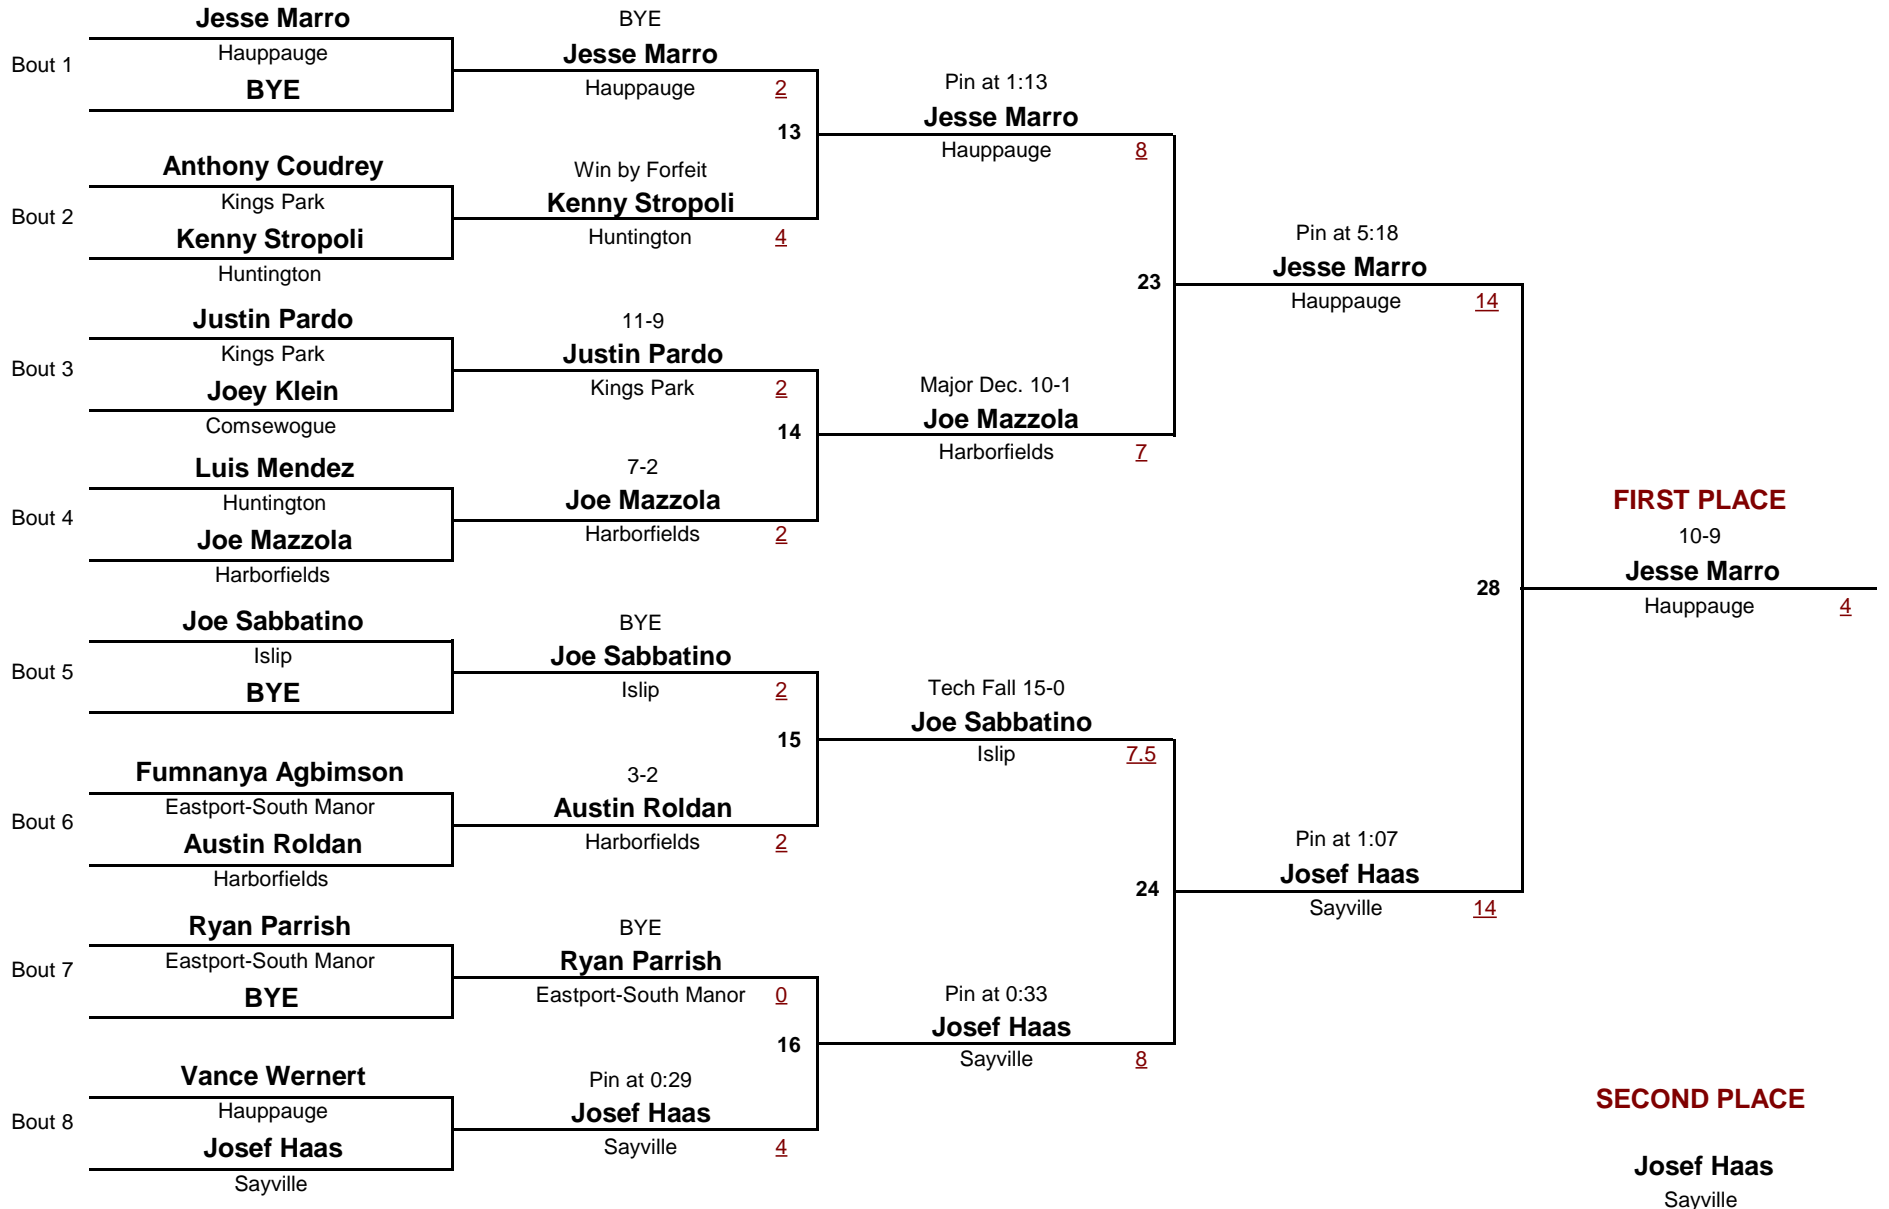 Jesse Marro
Bout 1
Hauppauge
BYE
Anthony Coudrey
Bout 2
Kings Park
Kenny Stropoli
Huntington
Justin Pardo
Bout 3
Kings Park
Joey Klein
Comsewogue
Luis Mendez
Bout 4
Huntington
Joe Mazzola
Harborfields
Joe Sabbatino
Bout 5
Islip
BYE
Fumnanya Agbimson
Bout 6
Eastport-South Manor
Austin Roldan
Harborfields
Ryan Parrish
Bout 7
Eastport-South Manor
BYE
Vance Wernert
Bout 8
Hauppauge
Josef Haas
Sayville
BYE
Jesse Marro
Hauppauge 2
13
Win by Forfeit
Kenny Stropoli
Huntington 4
11-9
Justin Pardo
Kings Park 2
14
7-2
Joe Mazzola
Harborfields 2
BYE
Joe Sabbatino
Islip 2
15
3-2
Austin Roldan
Harborfields 2
BYE
Ryan Parrish
Eastport-South Manor 0
16
Pin at 0:29
Josef Haas
Sayville 4
Pin at 1:13
Jesse Marro
Hauppauge 8
23
Major Dec. 10-1
Joe Mazzola
Harborfields 7
Tech Fall 15-0
Joe Sabbatino
Islip 7.5
24
Pin at 0:33
Josef Haas
Sayville 8
Pin at 5:18
Jesse Marro
Hauppauge 14
28
Pin at 1:07
Josef Haas
Sayville 14
FIRST PLACE
10-9
Jesse Marro
Hauppauge 4
SECOND PLACE
Josef Haas
Sayville